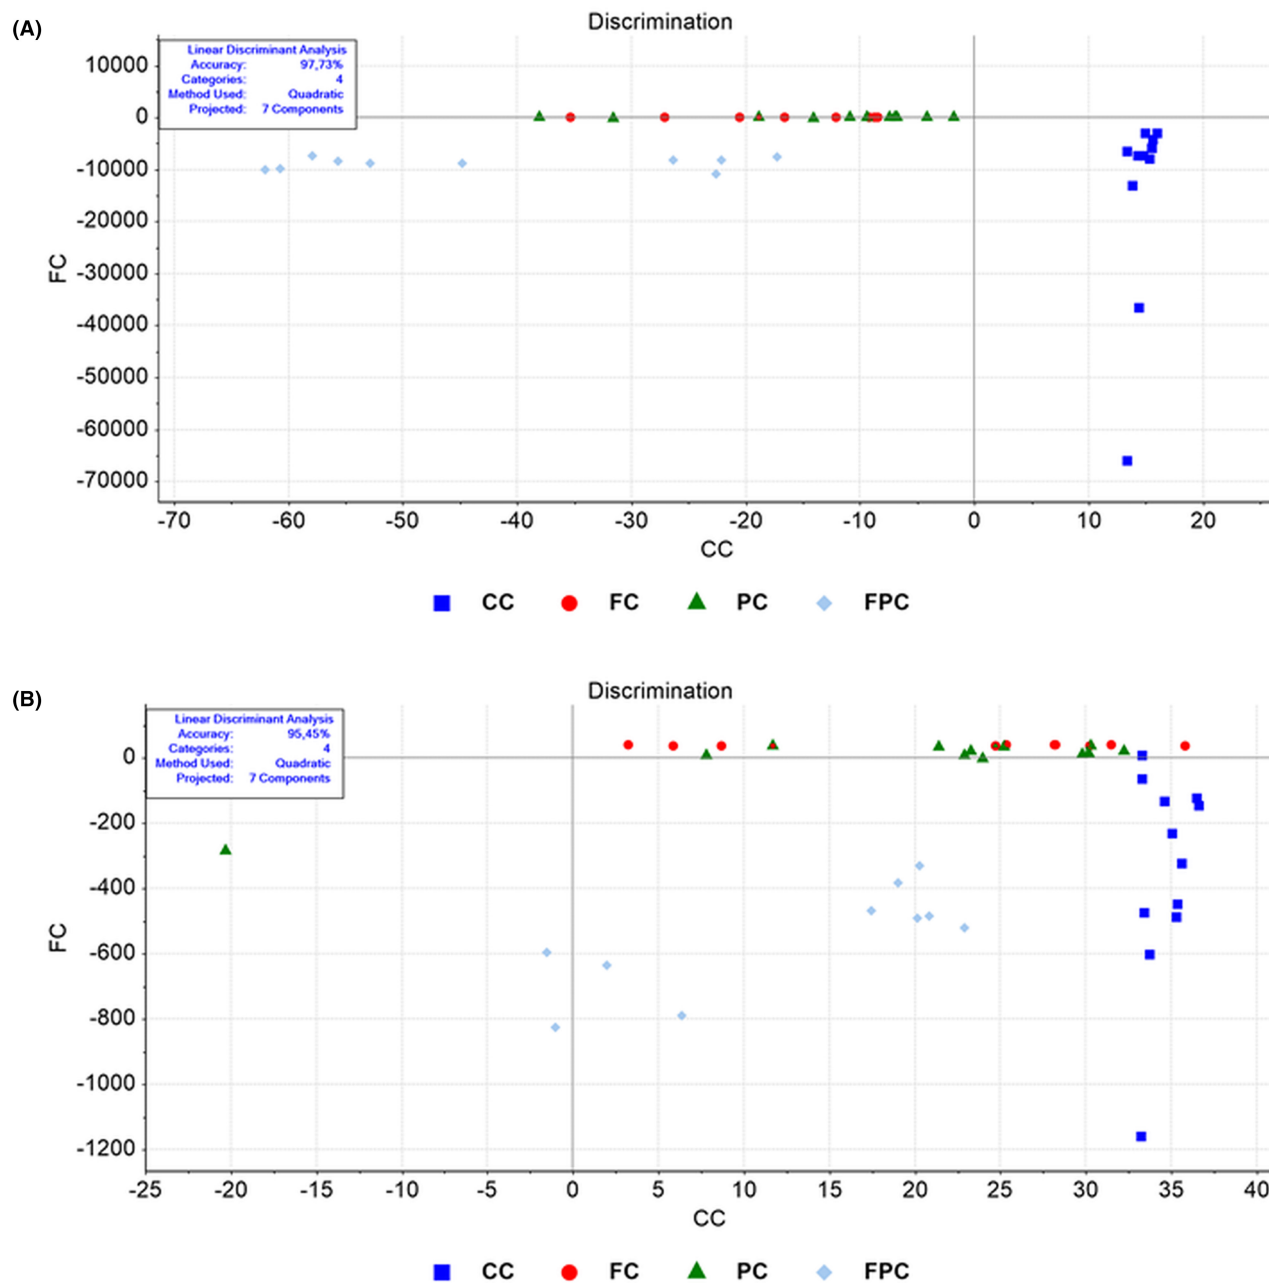 (A)
Discrimination
Linear Discriminant Analysis
Accuracy: 97,73%
Categories: 4
Method Used: Quadratic
Projected: 7 Components
10000
0
-10000
-20000
-30000
-40000
-50000
-60000
-70000
FC
-70 -60 -50 -40 -30 -20 -10 0 10 20
CC
CC FC PC FPC
(B)
Discrimination
Linear Discriminant Analysis
Accuracy: 95,45%
Categories: 4
Method Used: Quadratic
Projected: 7 Components
0
-200
-400
-600
-800
-1000
-1200
FC
-25 -20 -15 -10 -5 0 5 10 15 20 25 30 35 40
CC
CC FC PC FPC